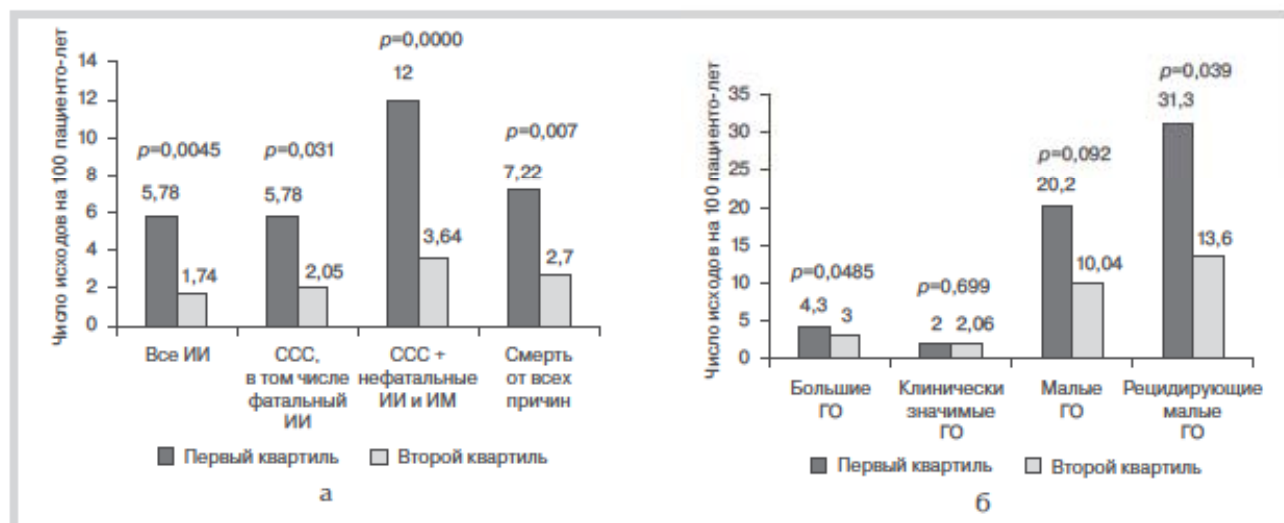 Число исходов на 100 пациенто-лет
14
12
10
8
6
4
2
0
p=0,0045
5,78
1,74
p=0,031
5,78
2,05
p=0,0000
12
3,64
p=0,007
7,22
2,7
Все ИИ
ССС,
в том числе
фатальный
ИИ
ССС +
нефатальные
ИИ и ИМ
Смерть
от всех
причин
Первый квартиль
Второй квартиль
а
Число исходов на 100 пациенто-лет
35
30
25
20
15
10
5
0
p=0,0485
4,3
3
p=0,699
2
2,06
p=0,092
20,2
10,04
p=0,039
31,3
13,6
Большие
ГО
Клинически
значимые
ГО
Малые
ГО
Рецидирующие
малые
ГО
Первый квартиль
Второй квартиль
б